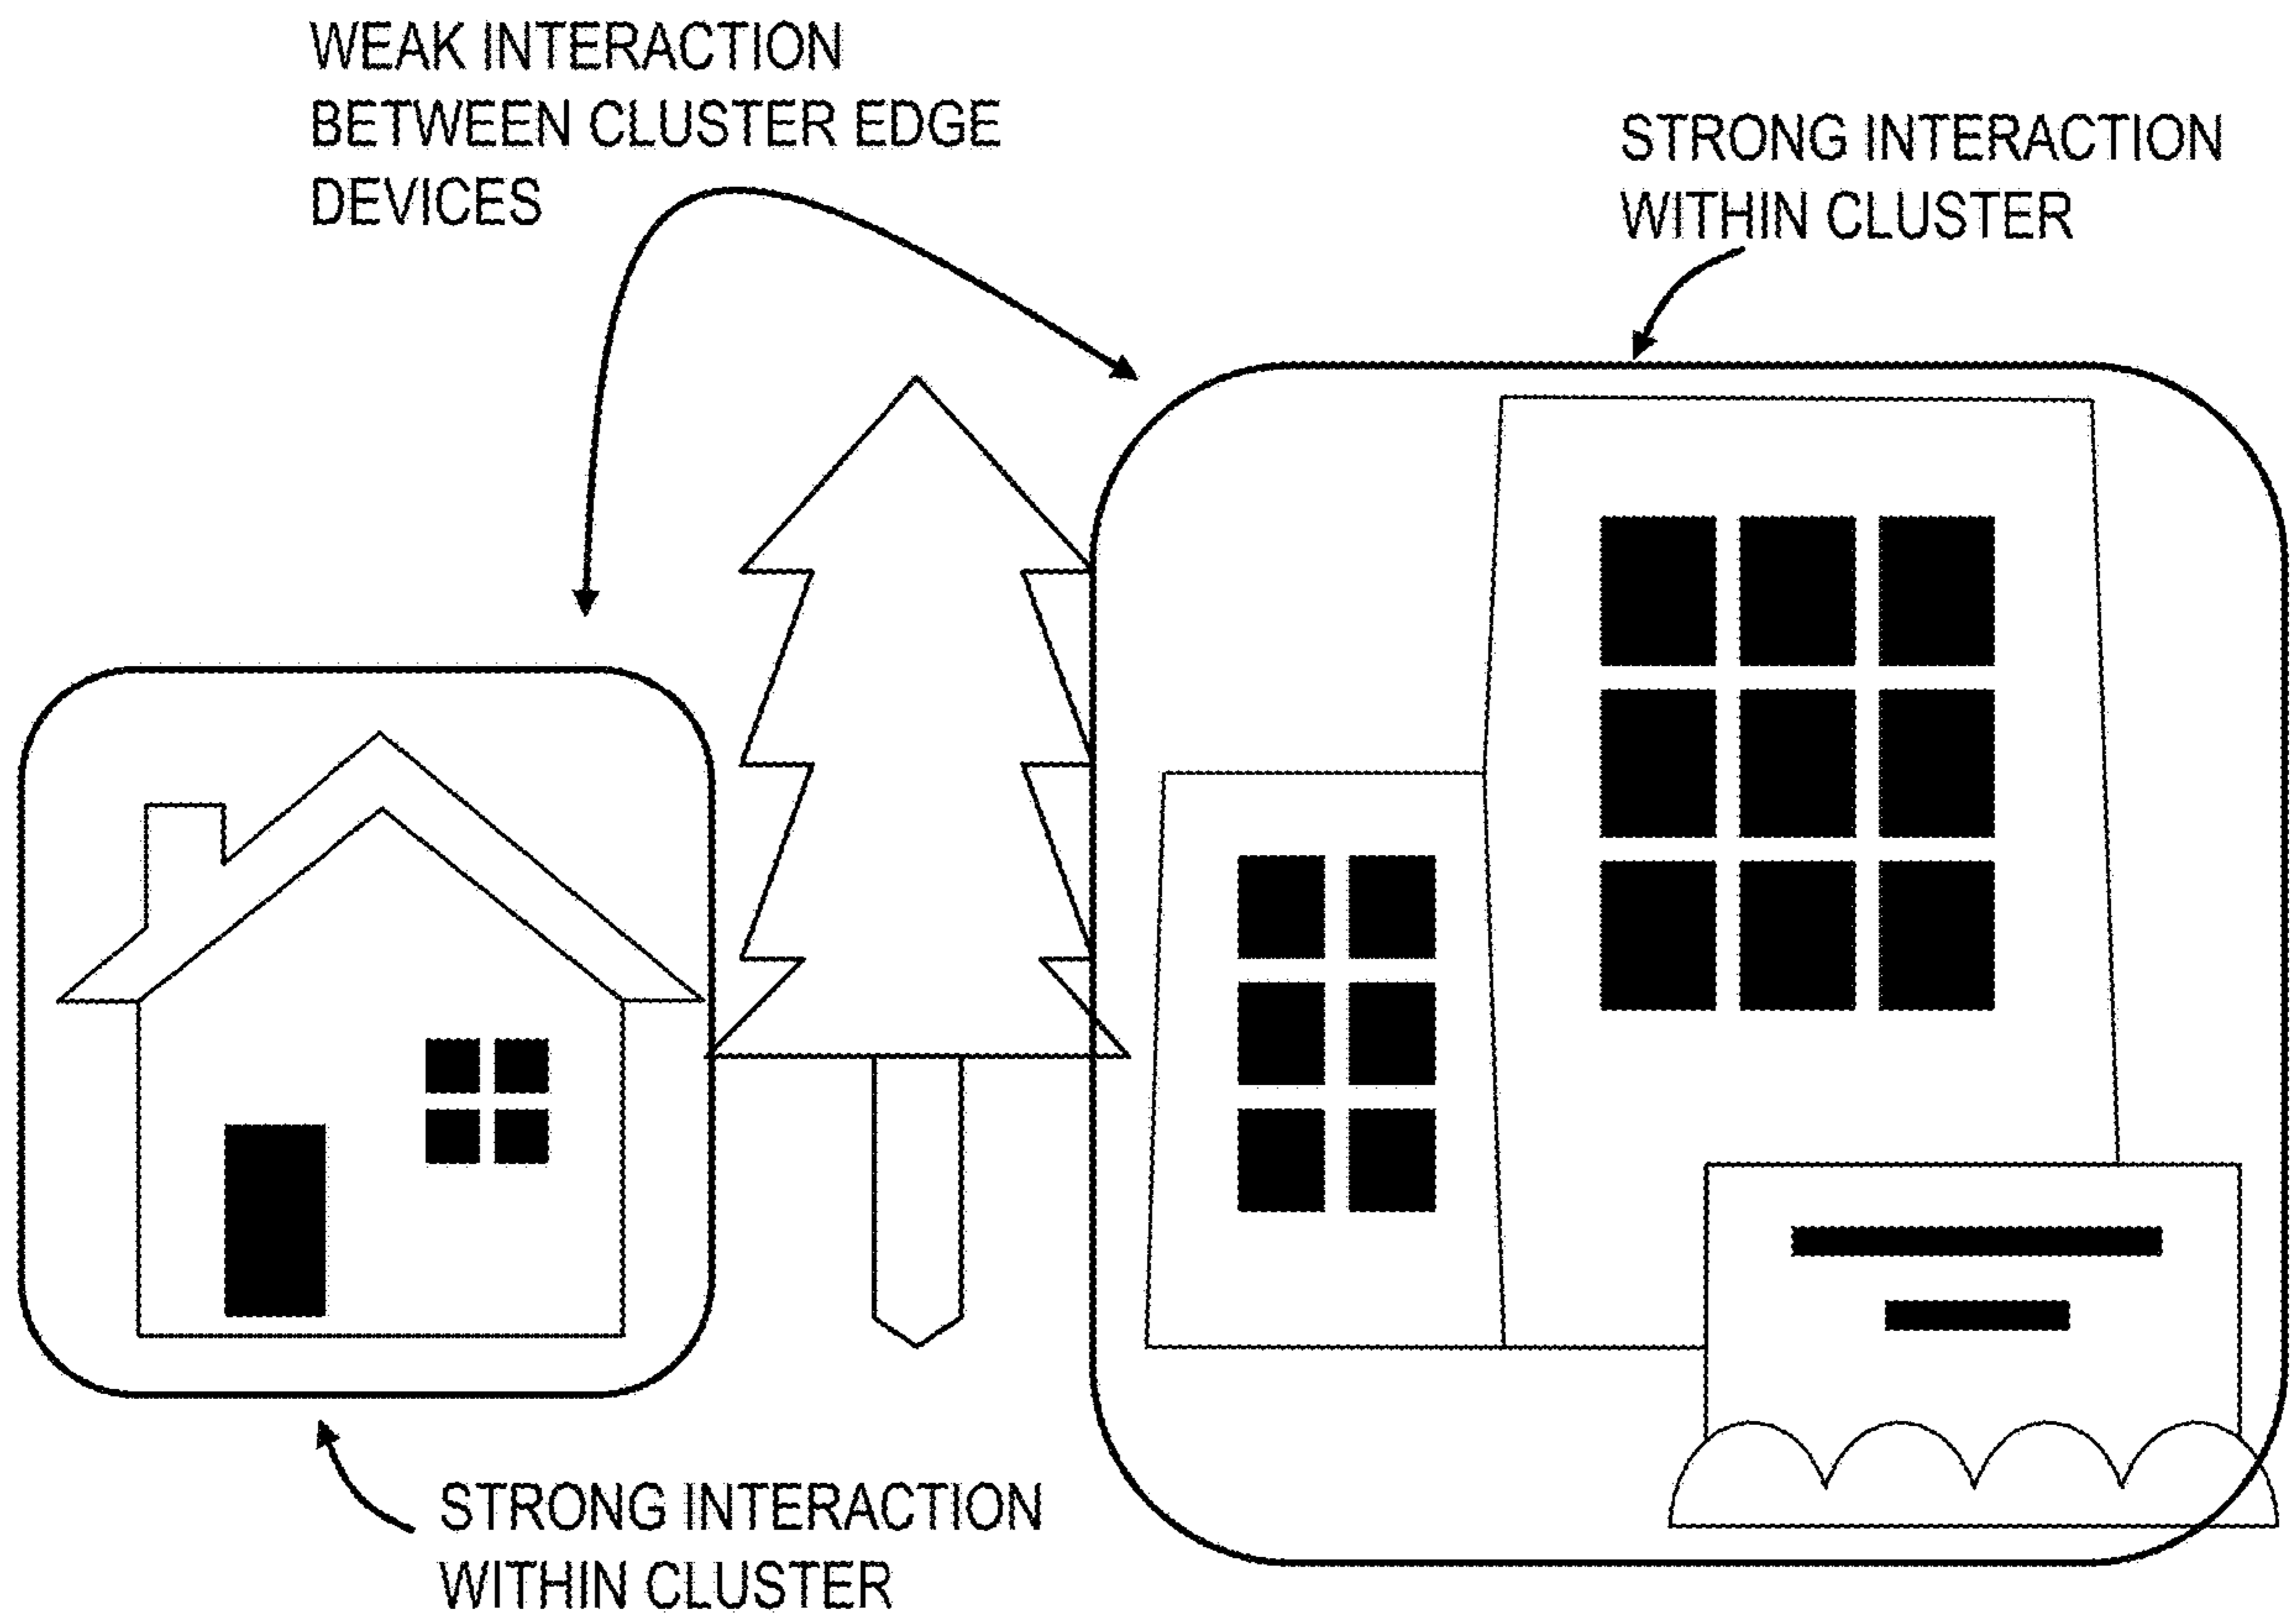 WEAK INTERACTION
BETWEEN CLUSTER EDGE
DEVICES
STRONG INTERACTION
WITHIN CLUSTER
STRONG INTERACTION
WITHIN CLUSTER